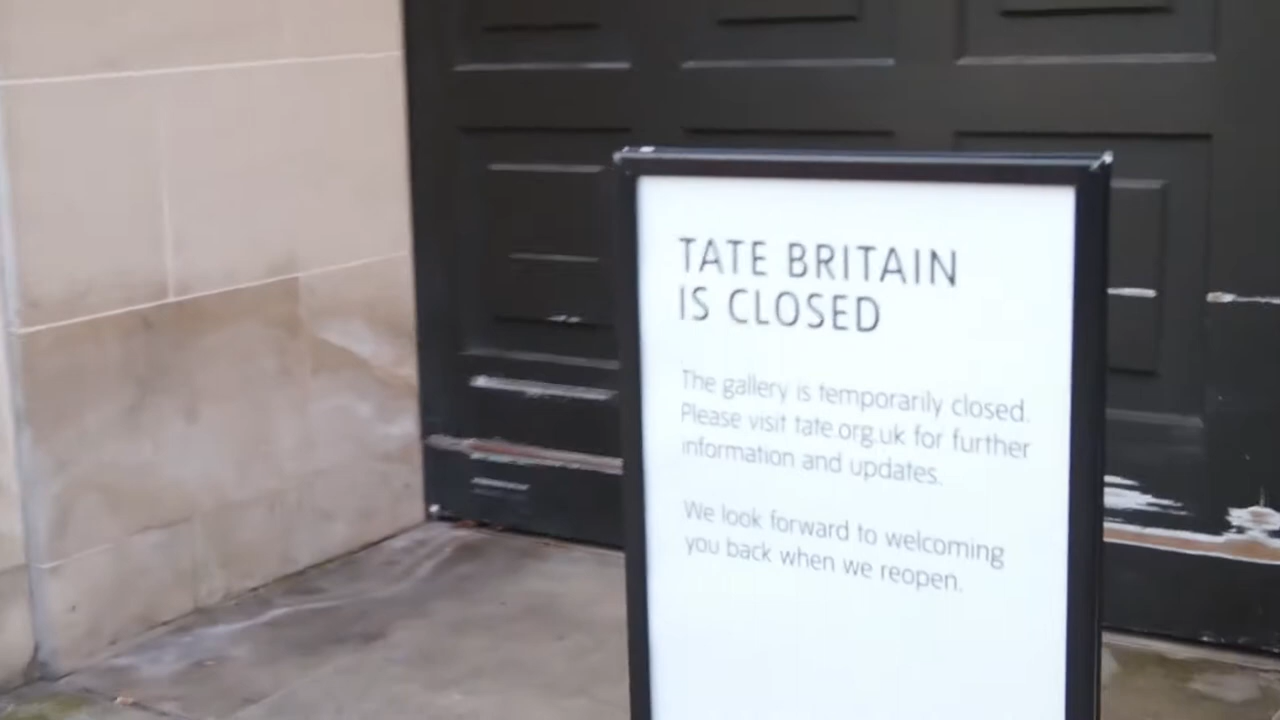 TATE BRITAIN
IS CLOSED
The gallery is temporarily closed.
Please visit tate.org.uk for further
information and updates.
We look forward to welcoming
you back when we reopen.